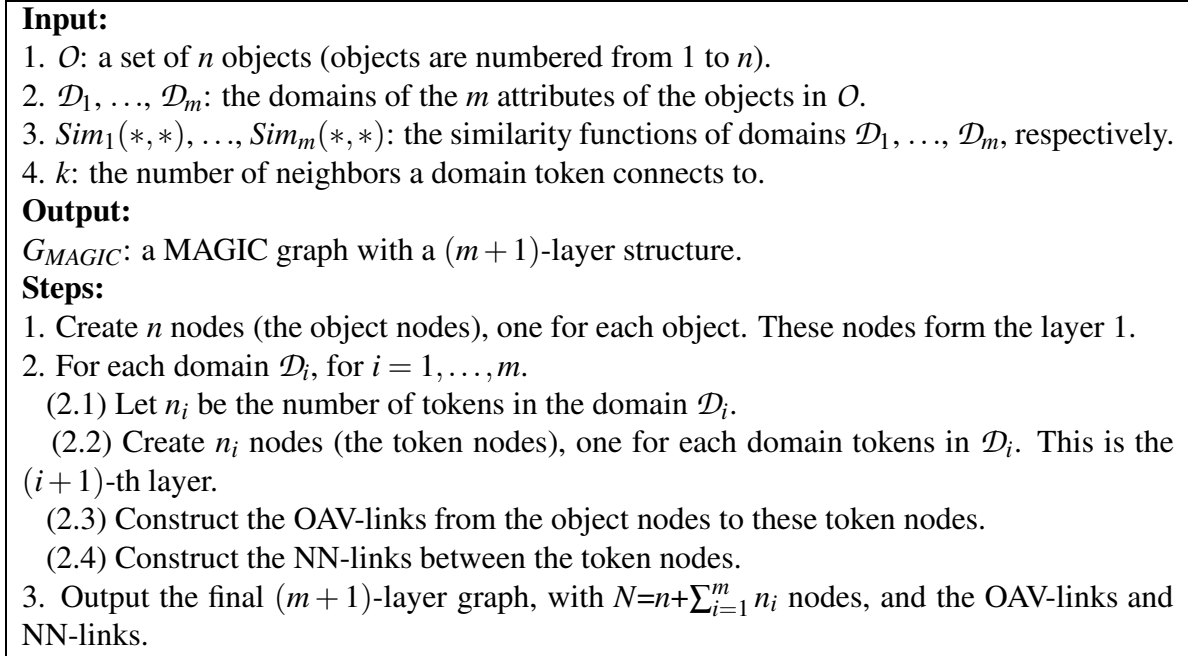 Input:
1. O: a set of n objects (objects are numbered from 1 to n).
2. D₁, ..., Dₘ: the domains of the m attributes of the objects in O.
3. Sim₁(∗,∗), ..., Simₘ(∗,∗): the similarity functions of domains D₁, ..., Dₘ, respectively.
4. k: the number of neighbors a domain token connects to.
Output:
G_MAGIC: a MAGIC graph with a (m+1)-layer structure.
Steps:
1. Create n nodes (the object nodes), one for each object. These nodes form the layer 1.
2. For each domain Dᵢ, for i = 1,...,m.
(2.1) Let nᵢ be the number of tokens in the domain Dᵢ.
(2.2) Create nᵢ nodes (the token nodes), one for each domain tokens in Dᵢ. This is the
(i+1)-th layer.
(2.3) Construct the OAV-links from the object nodes to these token nodes.
(2.4) Construct the NN-links between the token nodes.
3. Output the final (m+1)-layer graph, with N=n+∑ᵢ₌₁ᵐ nᵢ nodes, and the OAV-links and
NN-links.